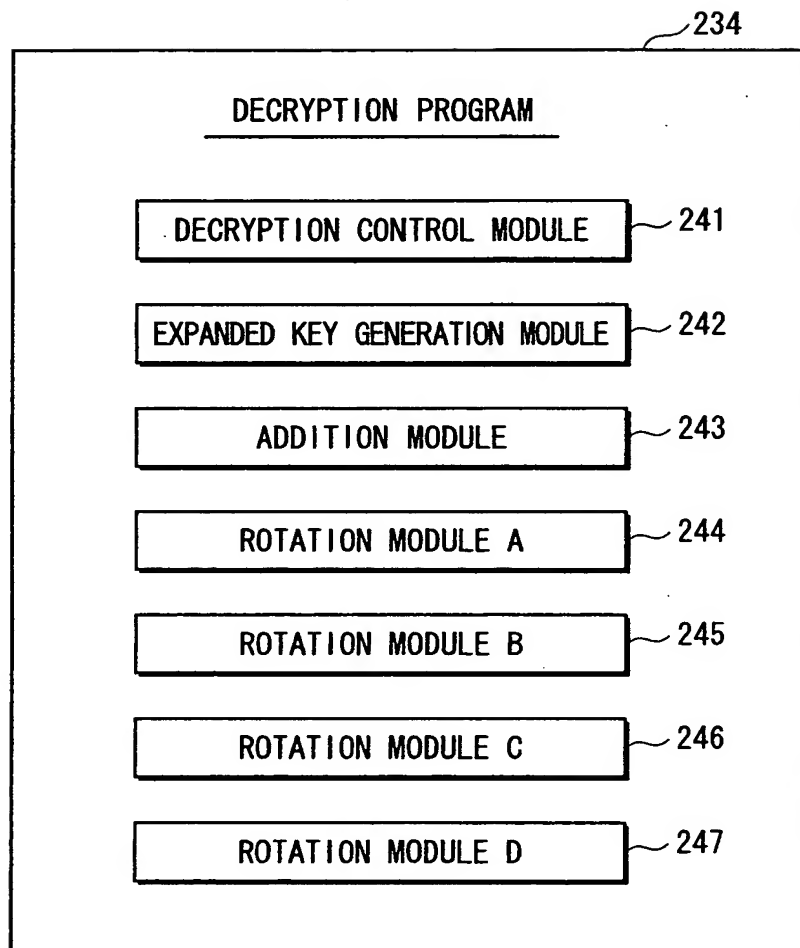 234
DECRYPTION PROGRAM
DECRYPTION CONTROL MODULE 241
EXPANDED KEY GENERATION MODULE 242
ADDITION MODULE 243
ROTATION MODULE A 244
ROTATION MODULE B 245
ROTATION MODULE C 246
ROTATION MODULE D 247